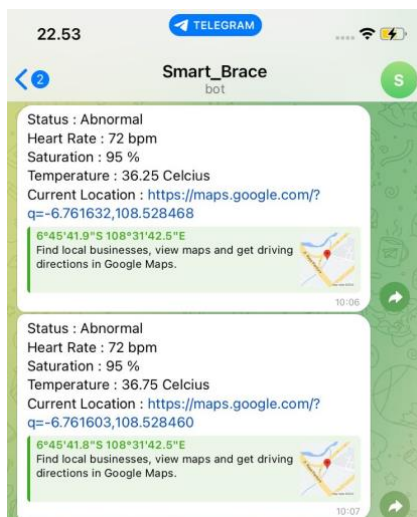 22.53
TELEGRAM
2
Smart_Brace
bot
S
Status : Abnormal
Heart Rate : 72 bpm
Saturation : 95 %
Temperature : 36.25 Celcius
Current Location : https://maps.google.com/?
q=-6.761632,108.528468
6°45'41.9"S 108°31'42.5"E
Find local businesses, view maps and get driving
directions in Google Maps.
10:06
Status : Abnormal
Heart Rate : 72 bpm
Saturation : 95 %
Temperature : 36.75 Celcius
Current Location : https://maps.google.com/?
q=-6.761603,108.528460
6°45'41.8"S 108°31'42.5"E
Find local businesses, view maps and get driving
directions in Google Maps.
10:07